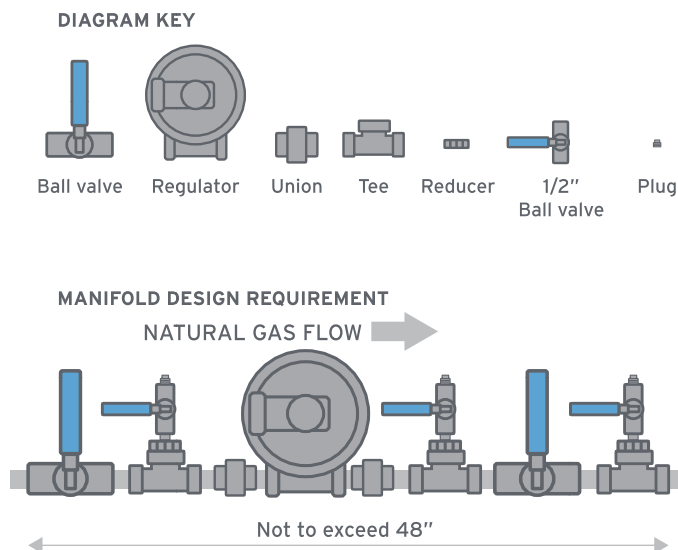 DIAGRAM KEY
Ball valve
Regulator
Union
Tee
Reducer
1/2”
Ball valve
Plug
MANIFOLD DESIGN REQUIREMENT
NATURAL GAS FLOW
Not to exceed 48”